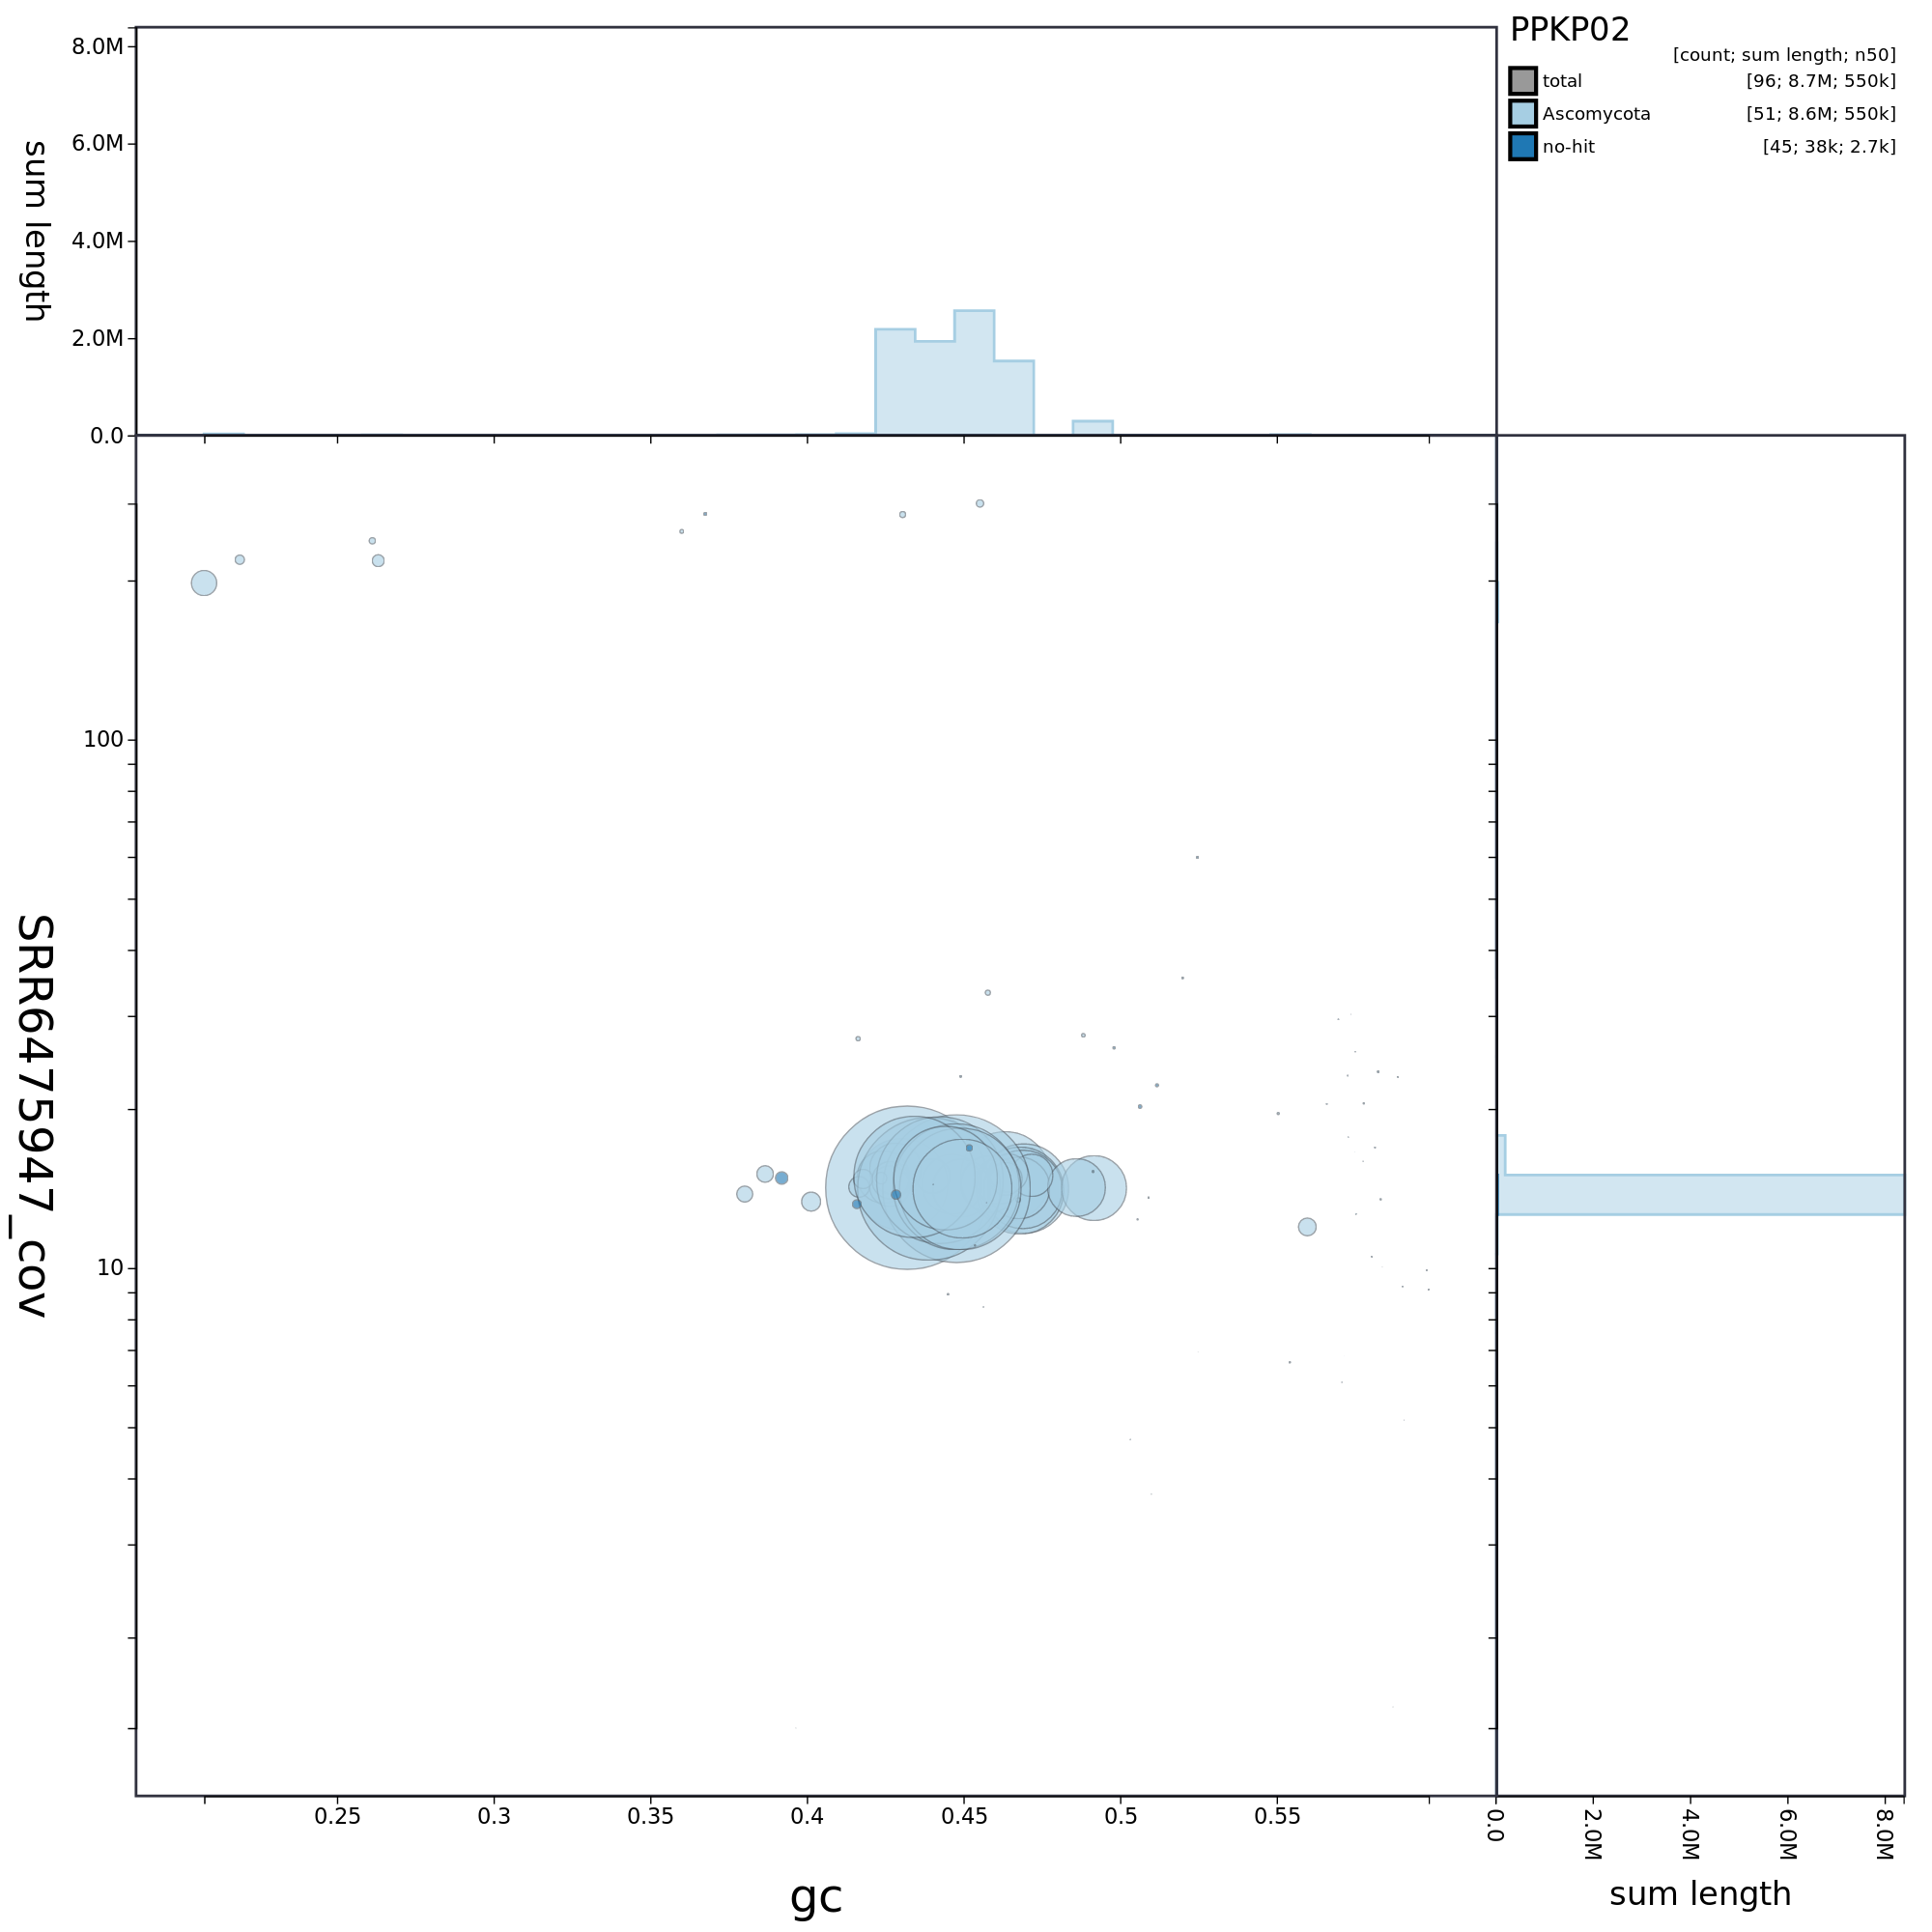 PPKP02
[count; sum length; n50]
total [96; 8.7M; 550k]
Ascomycota [51; 8.6M; 550k]
no-hit [45; 38k; 2.7k]
sum length
8.0M
6.0M
4.0M
2.0M
0.0
SRR6475947_cov
100
10
0.25 0.3 0.35 0.4 0.45 0.5 0.55
gc
0.0 2.0M 4.0M 6.0M 8.0M
sum length